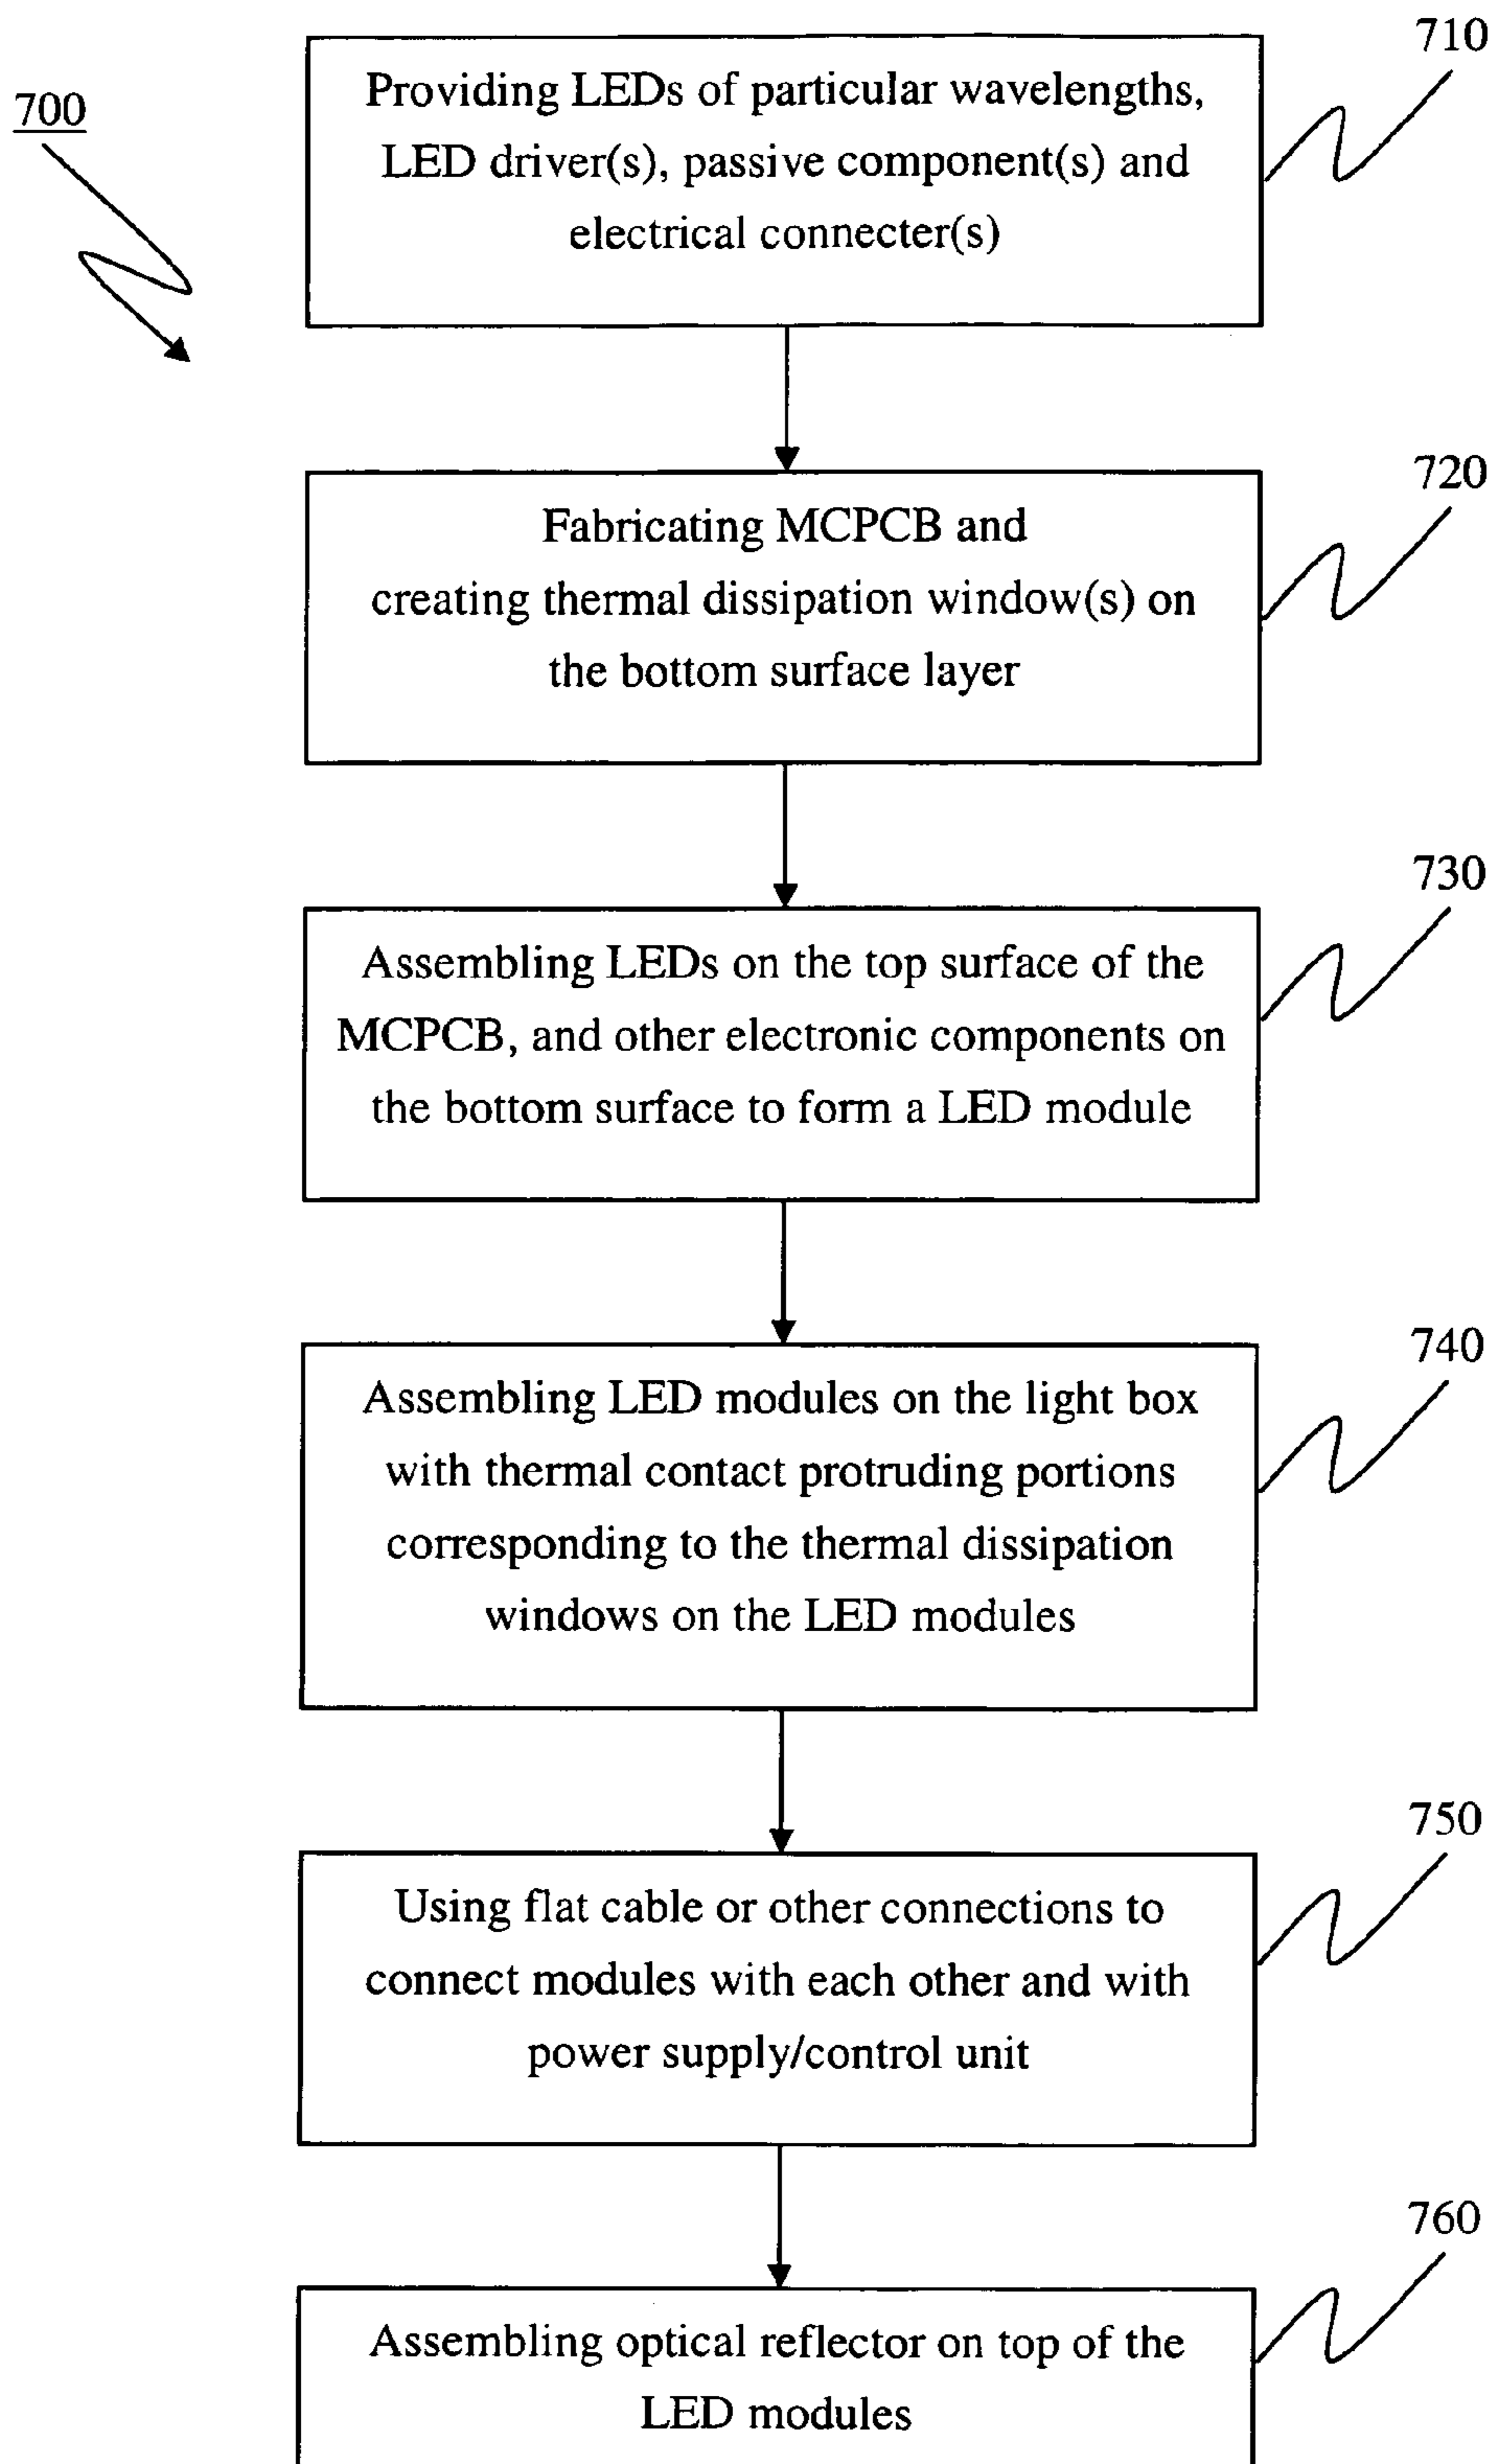 700
710
Providing LEDs of particular wavelengths,
LED driver(s), passive component(s) and
electrical connecter(s)
720
Fabricating MCPCB and
creating thermal dissipation window(s) on
the bottom surface layer
730
Assembling LEDs on the top surface of the
MCPCB, and other electronic components on
the bottom surface to form a LED module
740
Assembling LED modules on the light box
with thermal contact protruding portions
corresponding to the thermal dissipation
windows on the LED modules
750
Using flat cable or other connections to
connect modules with each other and with
power supply/control unit
760
Assembling optical reflector on top of the
LED modules